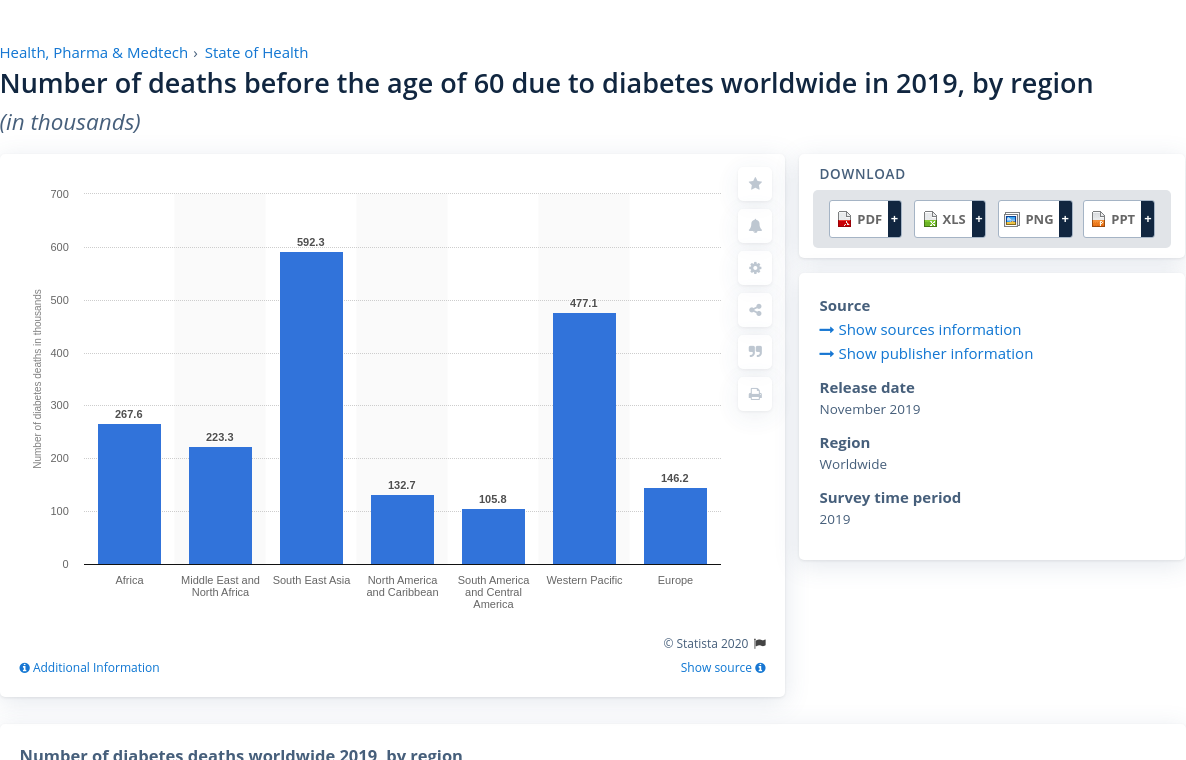 Health, Pharma & Medtech › State of Health
Number of deaths before the age of 60 due to diabetes worldwide in 2019, by region
(in thousands)
Number of diabetes deaths in thousands
700
600
500
400
300
200
100
0
267.6
223.3
592.3
132.7
105.8
477.1
146.2
Africa
Middle East and
North Africa
South East Asia
North America
and Caribbean
South America
and Central
America
Western Pacific
Europe
© Statista 2020
Additional Information
Show source
DOWNLOAD
PDF +
XLS +
PNG +
PPT +
Source
Show sources information
Show publisher information
Release date
November 2019
Region
Worldwide
Survey time period
2019
Number of diabetes deaths worldwide 2019, by region